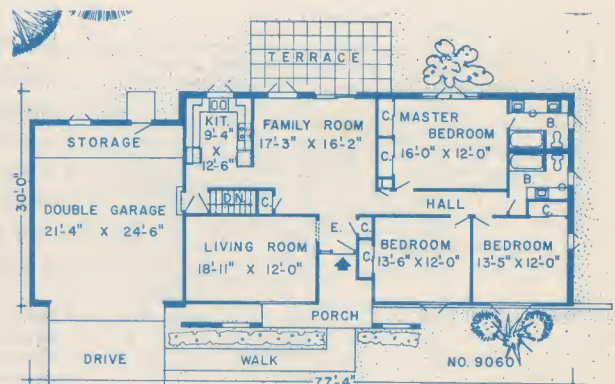 TERRACE
KIT.
9'-4"
X
12'-6"
FAMILY ROOM
17'-3" X 16'-2"
C.
MASTER
BEDROOM
16'-0" X 12'-0"
C.
B.
B.
C.
STORAGE
30'-0"
DOUBLE GARAGE
21'-4" X 24'-6"
DN.
C.
HALL
LIVING ROOM
18'-11" X 12'-0"
E.
C.
C.
BEDROOM
13'-6" X 12'-0"
BEDROOM
13'-5" X 12'-0"
PORCH
DRIVE
WALK
NO. 9060
77'-4"